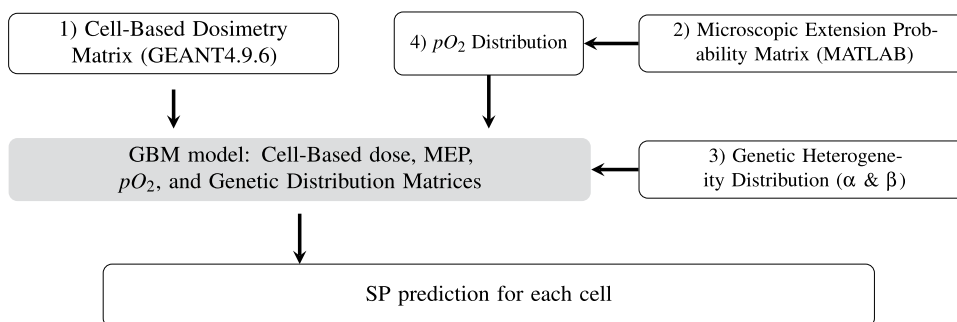 1) Cell-Based Dosimetry
Matrix (GEANT4.9.6)
4) pO₂ Distribution
2) Microscopic Extension Prob-
ability Matrix (MATLAB)
GBM model: Cell-Based dose, MEP,
pO₂, and Genetic Distribution Matrices
3) Genetic Heterogene-
ity Distribution (α & β)
SP prediction for each cell